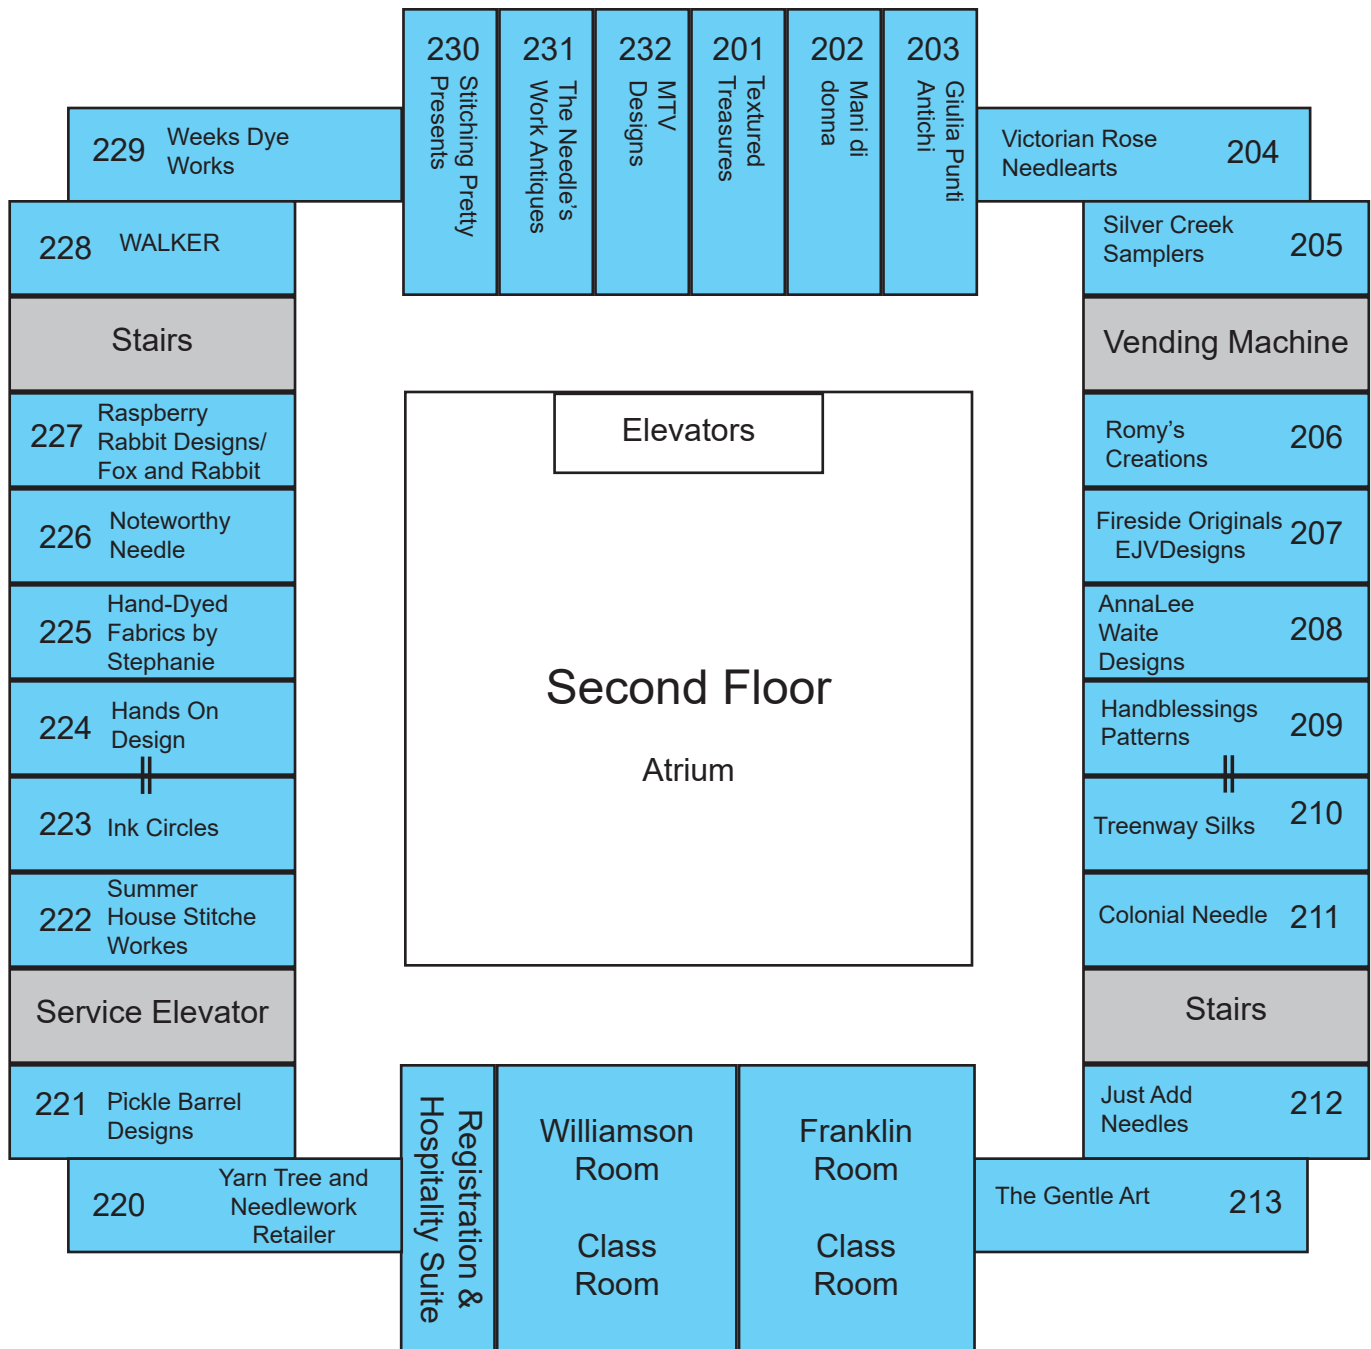 230
Stitching Pretty
Presents
231
The Needle's
Work Antiques
232
MTV
Designs
201
Textured
Treasures
202
Mani di
donna
203
Giulia Punti
Antichi
229
Weeks Dye
Works
Victorian Rose
Needlearts
204
228
WALKER
Silver Creek
Samplers
205
Stairs
Vending Machine
227
Raspberry
Rabbit Designs/
Fox and Rabbit
Elevators
Romy's
Creations
206
226
Noteworthy
Needle
Fireside Originals
EJVDesigns
207
225
Hand-Dyed
Fabrics by
Stephanie
AnnaLee
Waite
Designs
208
Second Floor
Atrium
224
Hands On
Design
Handblessings
Patterns
209
223
Ink Circles
Treenway Silks
210
222
Summer
House Stitche
Workes
Colonial Needle
211
Service Elevator
Stairs
221
Pickle Barrel
Designs
Just Add
Needles
212
220
Yarn Tree and
Needlework
Retailer
Registration &
Hospitality Suite
Williamson
Room
Class
Room
Franklin
Room
Class
Room
The Gentle Art
213